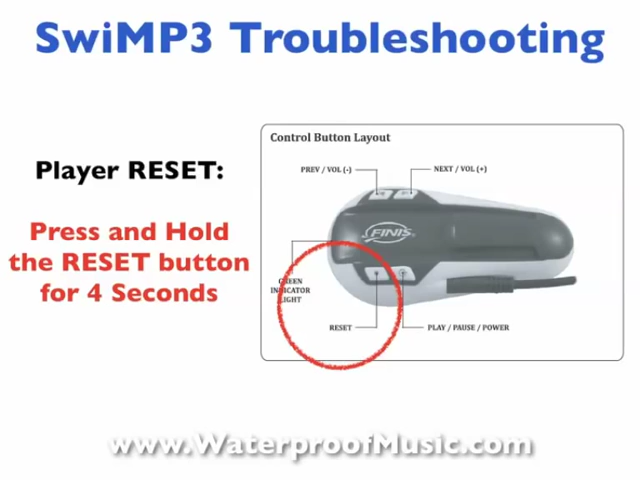 SwiMP3 Troubleshooting
Player RESET:
Press and Hold
the RESET button
for 4 Seconds
Control Button Layout
PREV / VOL (-)
NEXT / VOL (+)
FINIS
GREEN
INDICATOR
LIGHT
RESET
PLAY / PAUSE / POWER
www.WaterproofMusic.com